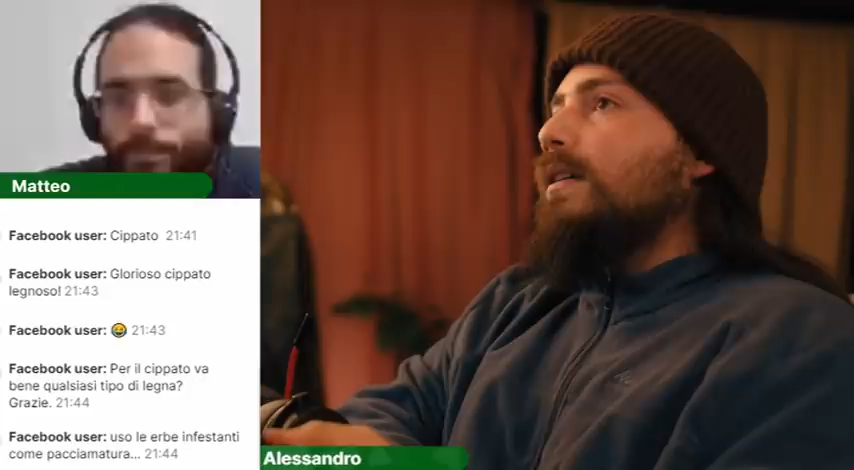 Matteo
Facebook user: Cippato 21:41
Facebook user: Glorioso cippato
legnoso! 21:43
Facebook user: 😂 21:43
Facebook user: Per il cippato va
bene qualsiasi tipo di legna?
Grazie. 21:44
Facebook user: uso le erbe infestanti
come pacciamatura... 21:44
Alessandro